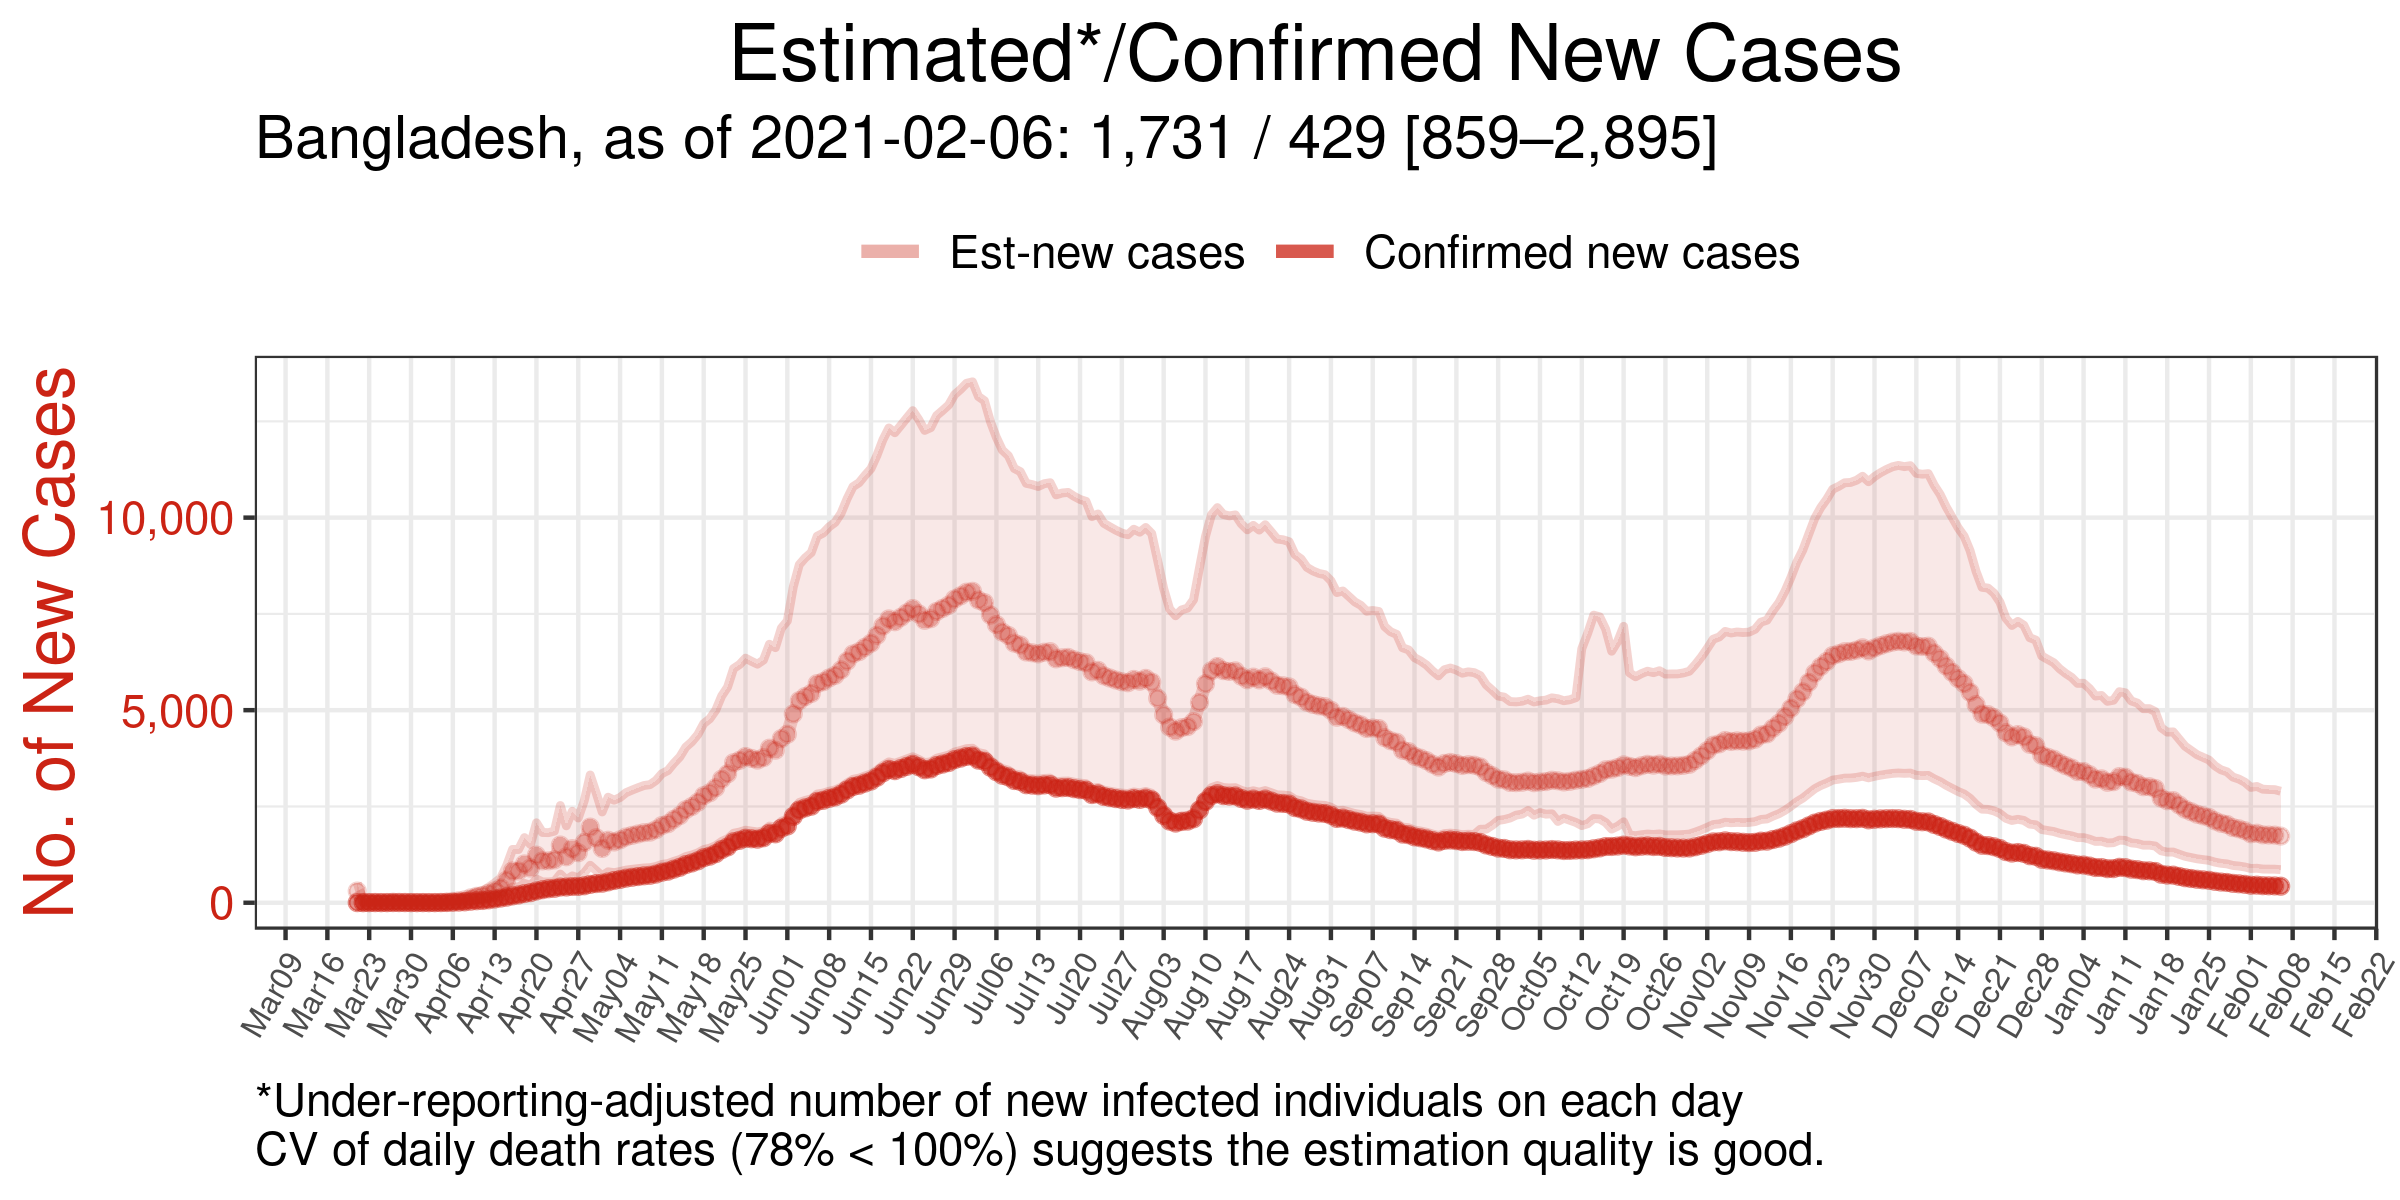 Estimated*/Confirmed New Cases
Bangladesh, as of 2021-02-06: 1,731 / 429 [859–2,895]
Est-new cases Confirmed new cases
No. of New Cases
10,000
5,000
0
Mar09 Mar16 Mar23 Mar30 Apr06 Apr13 Apr20 Apr27 May04 May11 May18 May25 Jun01 Jun08 Jun15 Jun22 Jun29 Jul06 Jul13 Jul20 Jul27 Aug03 Aug10 Aug17 Aug24 Aug31 Sep07 Sep14 Sep21 Sep28 Oct05 Oct12 Oct19 Oct26 Nov02 Nov09 Nov16 Nov23 Nov30 Dec07 Dec14 Dec21 Dec28 Jan04 Jan11 Jan18 Jan25 Feb01 Feb08 Feb15 Feb22
*Under-reporting-adjusted number of new infected individuals on each day
CV of daily death rates (78% < 100%) suggests the estimation quality is good.